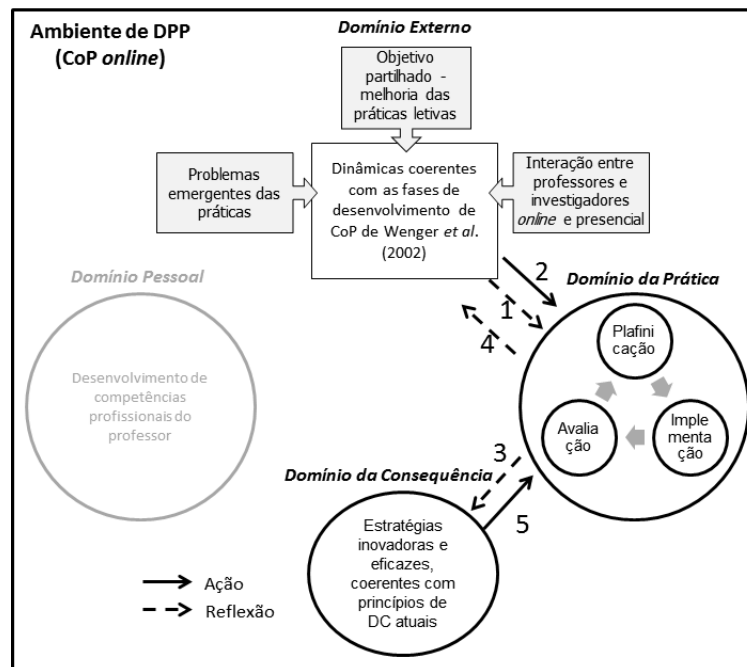 Ambiente de DPP
(CoP online)
Domínio Externo
Objetivo
partilhado -
melhoria das
práticas letivas
Problemas
emergentes das
práticas
Dinâmicas coerentes
com as fases de
desenvolvimento de
CoP de Wenger et al.
(2002)
Interação entre
professores e
investigadores
online e presencial
Domínio Pessoal
Desenvolvimento de
competências
profissionais do
professor
2
1
4
Domínio da Prática
Plafini
cação
Avalia
ção
Imple
menta
ção
3
5
Domínio da Consequência
Estratégias
inovadoras e
eficazes,
coerentes com
princípios de
DC atuais
Ação
Reflexão